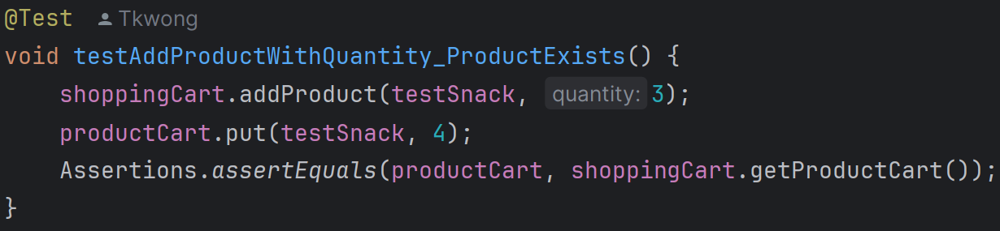 @Test Tkwong
void testAddProductWithQuantity_ProductExists() {
shoppingCart.addProduct(testSnack, quantity: 3);
productCart.put(testSnack, 4);
Assertions.assertEquals(productCart, shoppingCart.getProductCart());
}